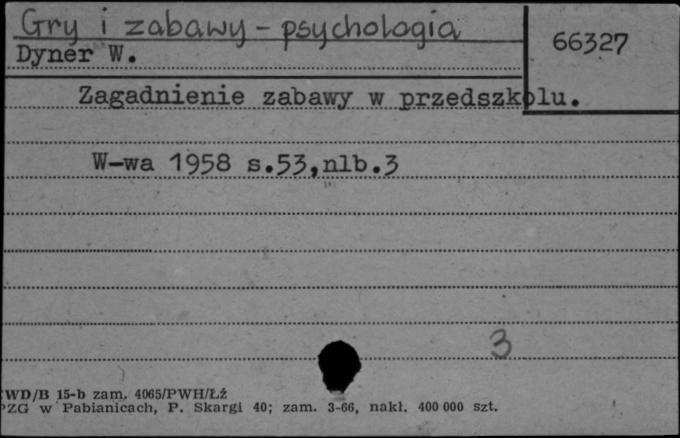 Gry i zabawy - psychologia
66327
Dyner W.
Zagadnienie zabawy w przedszkolu.
W-wa 1958 s.53,nlb.3
3
WD/B 15-b zam. 4065/PWH/Łź
PZG w Pabianicach, P. Skargi 40; zam. 3-66, nakł. 400 000 szt.